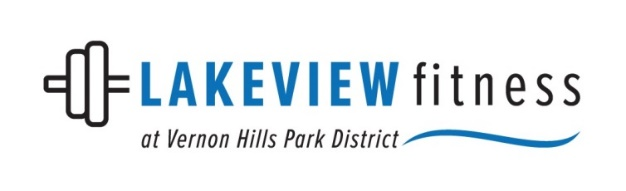 LAKEVIEW fitness
at Vernon Hills Park District